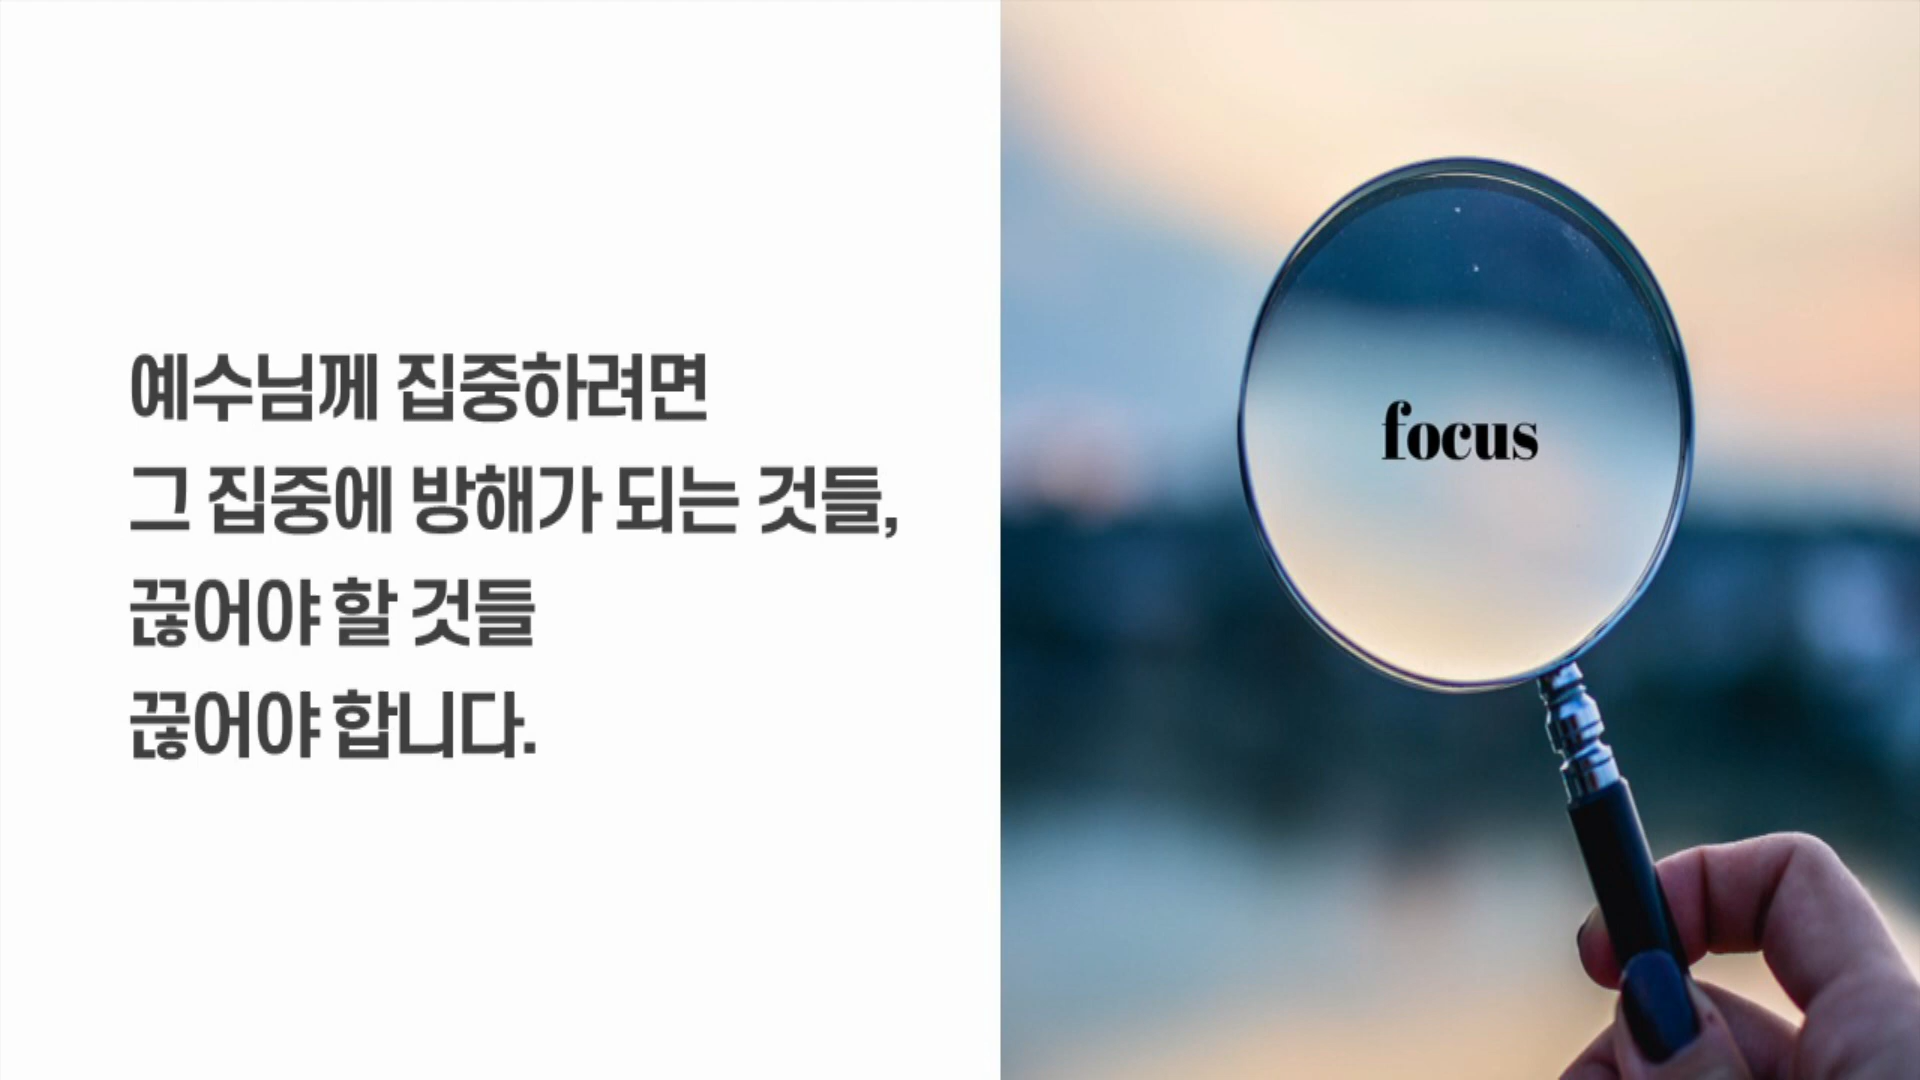 예수님께 집중하려면
그 집중에 방해가 되는 것들,
끊어야 할 것들
끊어야 합니다.
focus